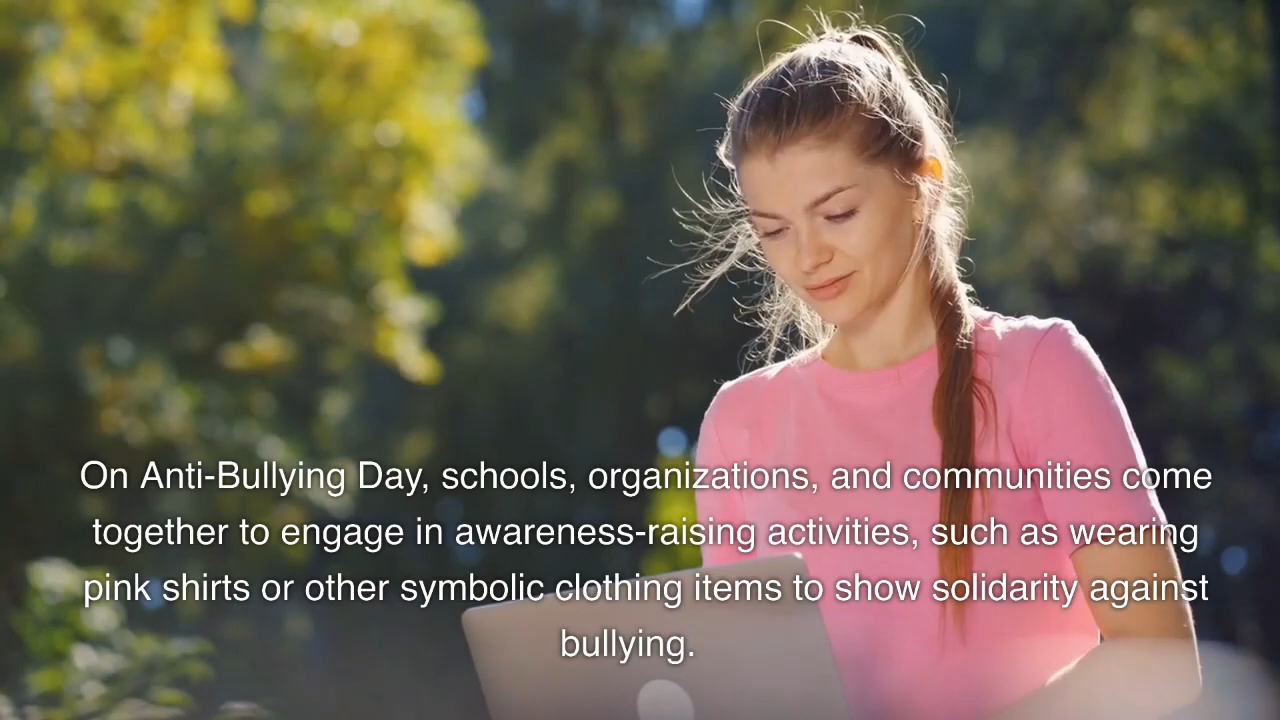 On Anti-Bullying Day, schools, organizations, and communities come
together to engage in awareness-raising activities, such as wearing
pink shirts or other symbolic clothing items to show solidarity against
bullying.